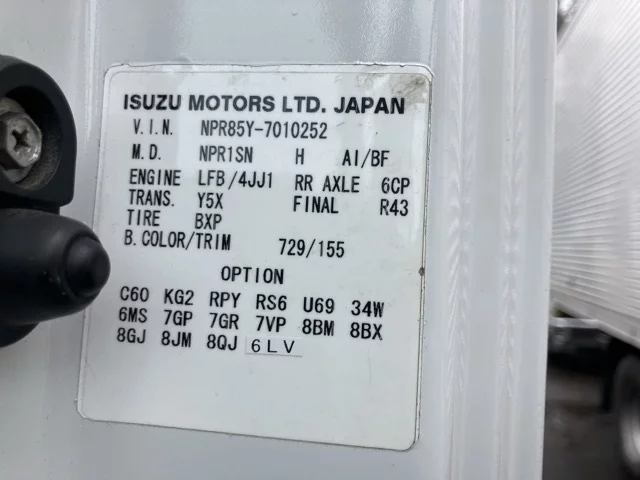 ISUZU MOTORS LTD. JAPAN
V.I.N. NPR85Y-7010252
M.D. NPR1SN H AI/BF
ENGINE LFB/4JJ1 RR AXLE 6CP
TRANS. Y5X FINAL R43
TIRE BXP
B.COLOR/TRIM 729/155
OPTION
C60 KG2 RPY RS6 U69 34W
6MS 7GP 7GR 7VP 8BM 8BX
8GJ 8JM 8QJ 6LV